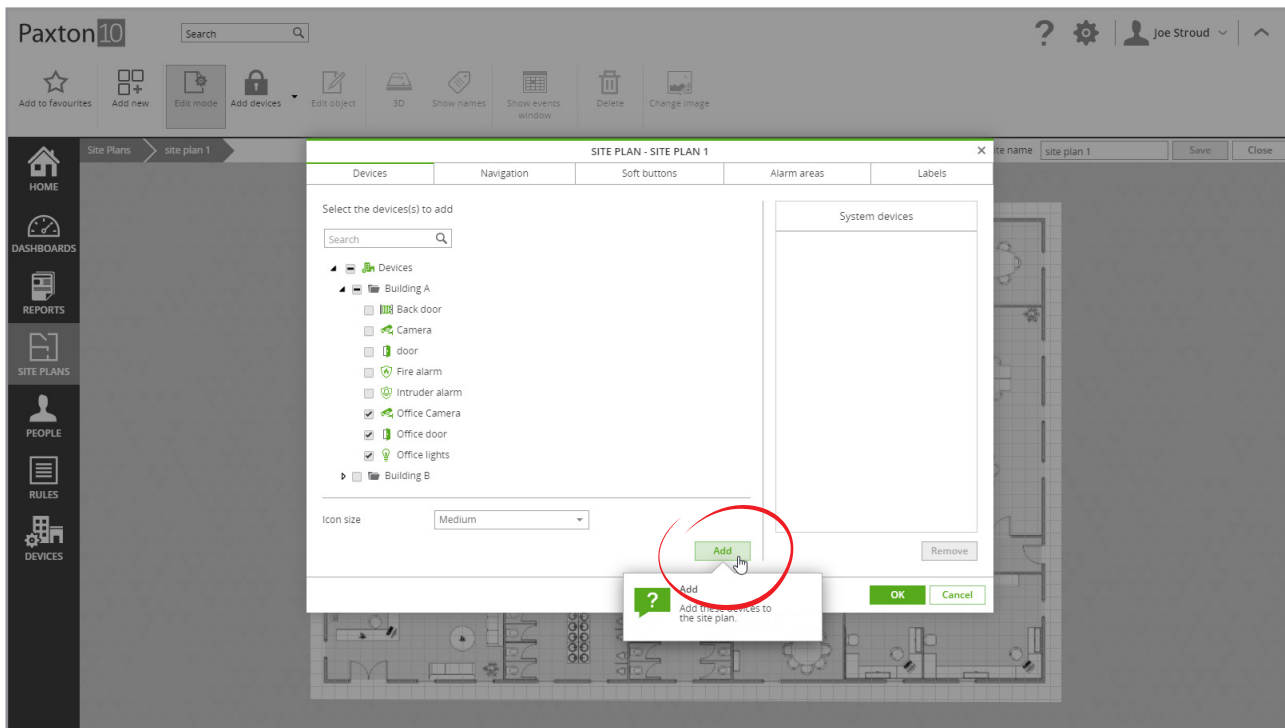 Paxton10
Search
Joe Stroud
Add to favourites
Add new
Edit mode
Add devices
Edit object
3D
Show names
Show events
window
Delete
Change image
Site Plans
site plan 1
SITE PLAN - SITE PLAN 1
ite name
site plan 1
Save
Close
HOME
DASHBOARDS
REPORTS
SITE PLANS
PEOPLE
RULES
DEVICES
Devices
Navigation
Soft buttons
Alarm areas
Labels
Select the devices(s) to add
Search
Devices
Building A
Back door
Camera
door
Fire alarm
Intruder alarm
Office Camera
Office door
Office lights
Building B
Icon size
Medium
Add
System devices
Remove
Add
Add these devices to
the site plan.
OK
Cancel